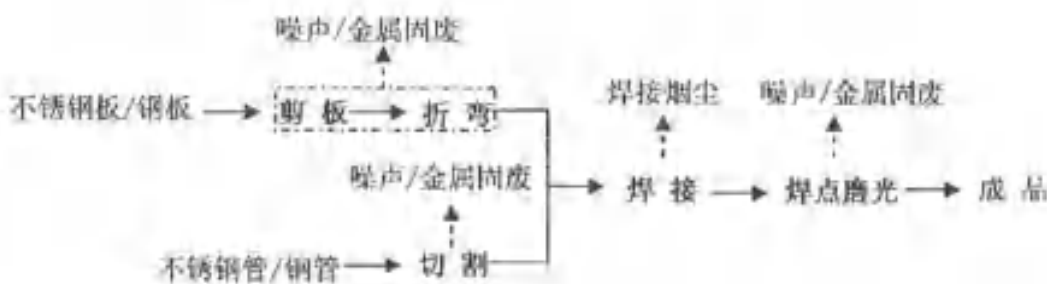 噪声/金属固废
焊接烟尘
噪声/金属固废
不锈钢板/钢板
剪 板
折 弯
噪声/金属固废
焊 接
焊点磨光
成 品
不锈钢管/钢管
切 割